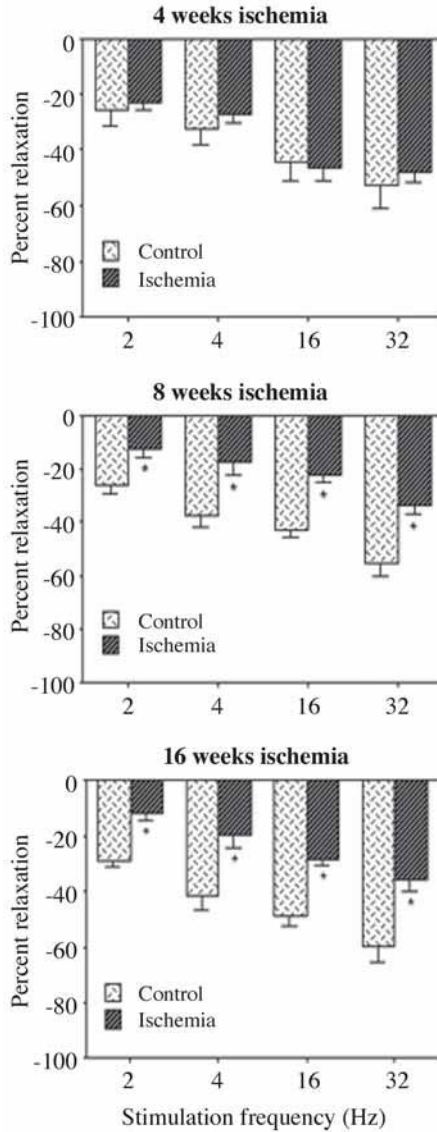 4 weeks ischemia
0
-20
-40
-60
-80
-100
Percent relaxation
Control
Ischemia
2 4 16 32
8 weeks ischemia
0
-20
-40
-60
-80
-100
Percent relaxation
*
*
*
*
Control
Ischemia
2 4 16 32
16 weeks ischemia
0
-20
-40
-60
-80
-100
Percent relaxation
*
*
*
*
Control
Ischemia
2 4 16 32
Stimulation frequency (Hz)